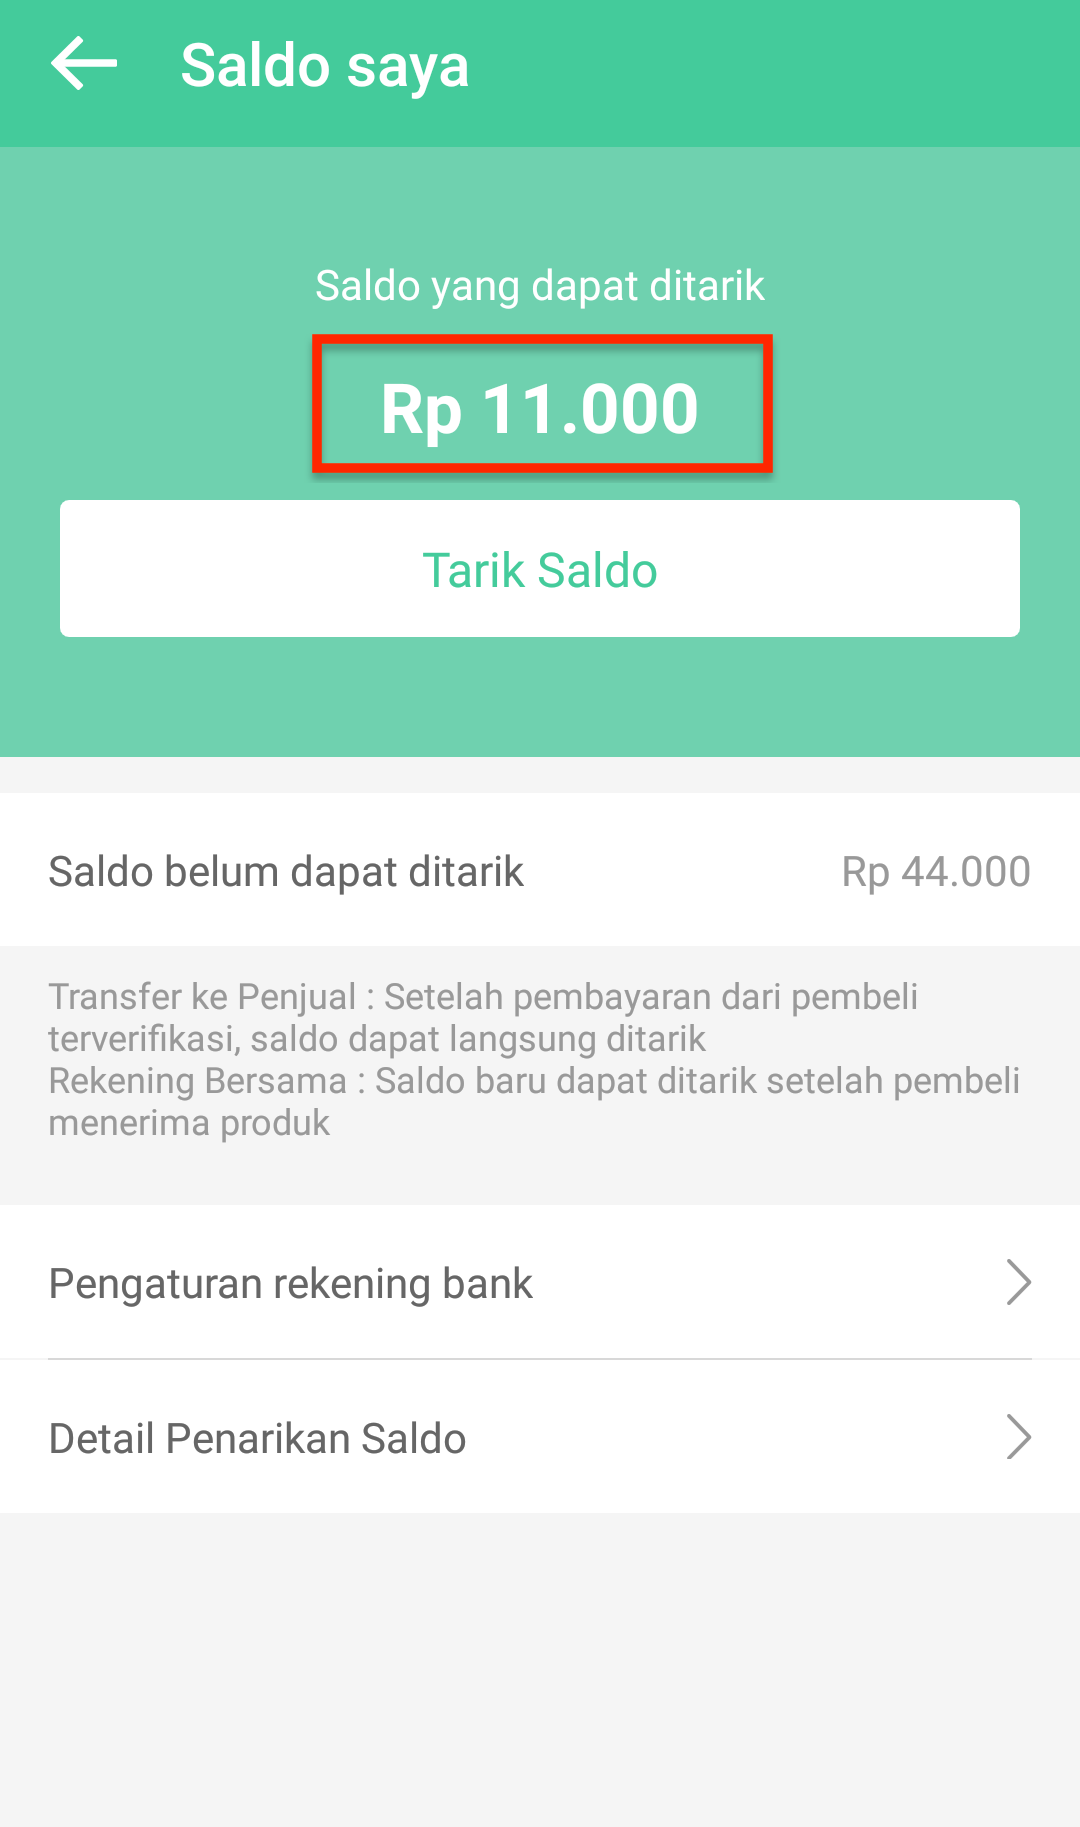 Saldo saya
Saldo yang dapat ditarik
Rp 11.000
Tarik Saldo
Saldo belum dapat ditarik Rp 44.000
Transfer ke Penjual : Setelah pembayaran dari pembeli
terverifikasi, saldo dapat langsung ditarik
Rekening Bersama : Saldo baru dapat ditarik setelah pembeli
menerima produk
Pengaturan rekening bank
Detail Penarikan Saldo